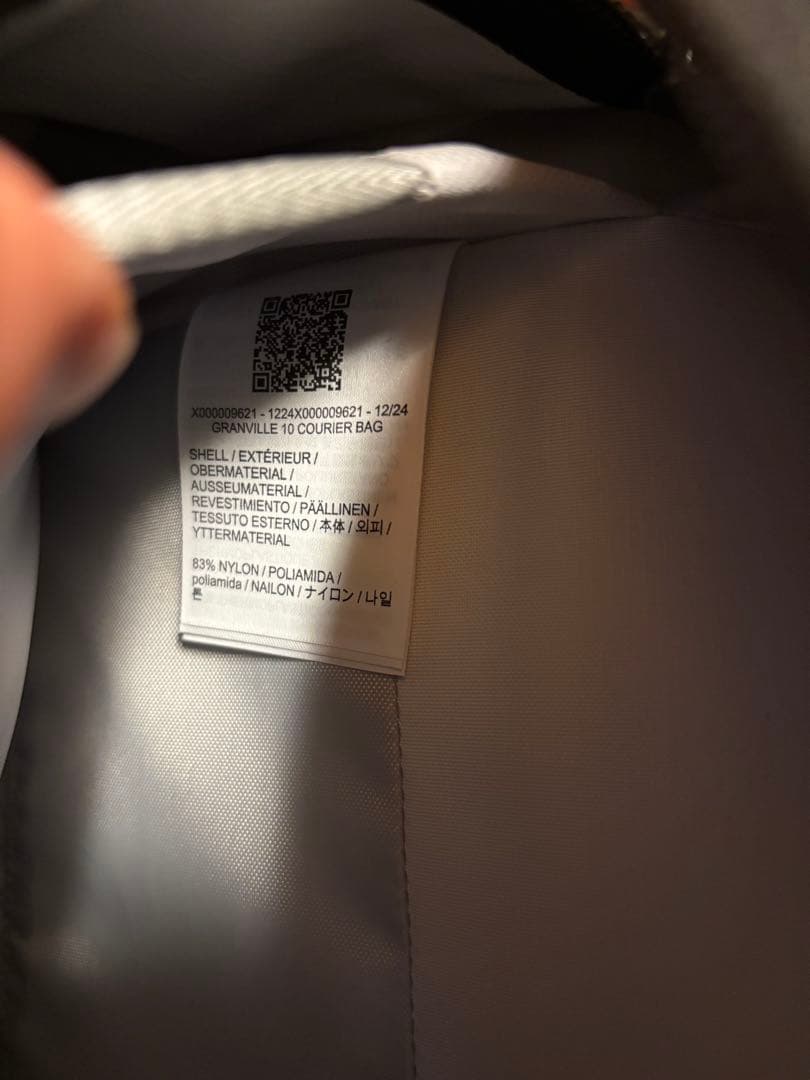 X000009621 - 1224X000009621 - 12/24
GRANVILLE 10 COURIER BAG
SHELL / EXTÉRIEUR /
OBERMATERIAL /
AUSSEUMATERIAL /
REVESTIMIENTO / PÄÄLLINEN /
TESSUTO ESTERNO / 本体 / 외피 /
YTTERMATERIAL
83% NYLON / POLIAMIDA /
poliamida / NAILON / ナイロン / 나일
론